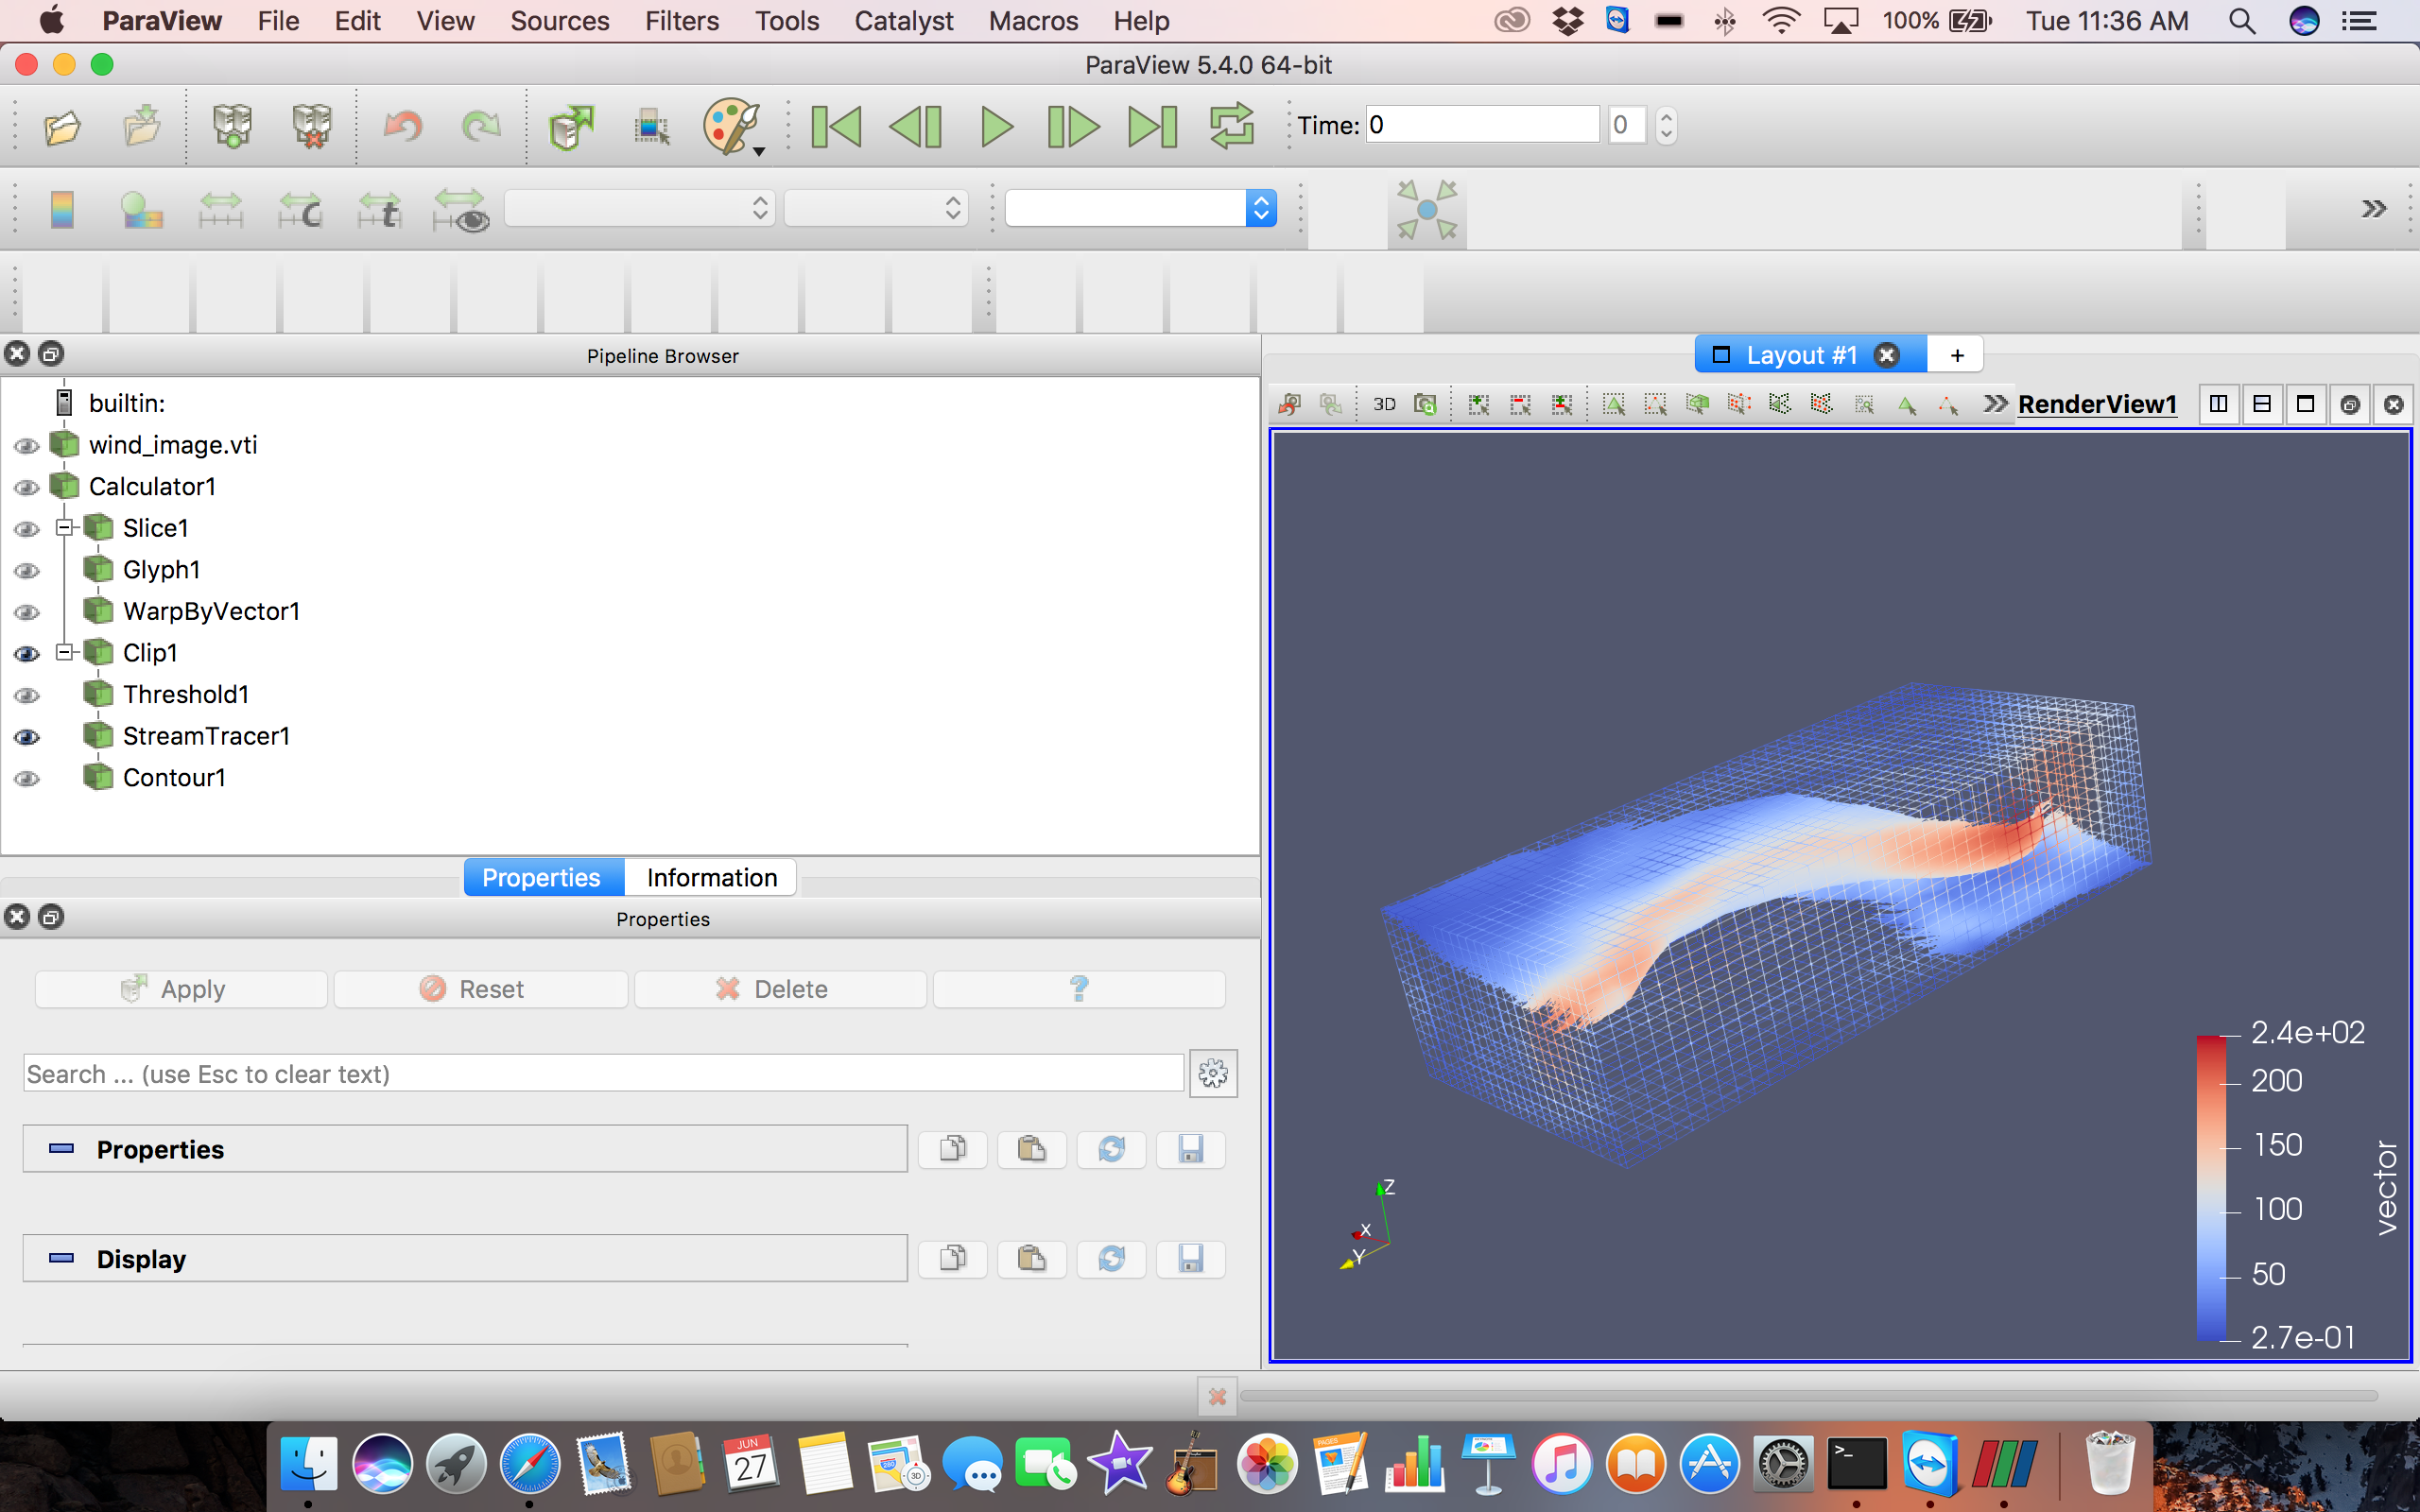 ParaView File Edit View Sources Filters Tools Catalyst Macros Help 100% Tue 11:36 AM
ParaView 5.4.0 64-bit
Time: 0 0
C t
Pipeline Browser
Layout #1 +
builtin:
3D RenderView1
wind_image.vti
Calculator1
Slice1
Glyph1
WarpByVector1
Clip1
Threshold1
StreamTracer1
Contour1
Properties Information
Properties
Apply Reset Delete ?
Search ... (use Esc to clear text)
Properties
Display
2.4e+02
200
150
100
50
2.7e-01
vector
Z
X
Y
JUN
27
PAGES
280
3D
>_